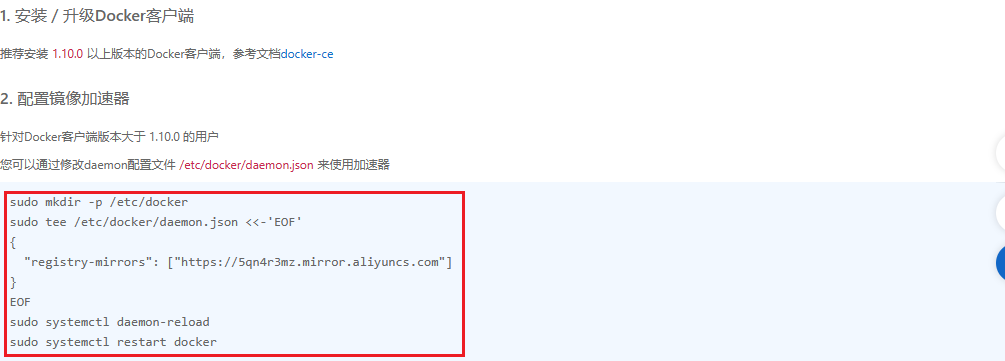 1. 安装 / 升级Docker客户端
推荐安装 1.10.0 以上版本的Docker客户端，参考文档docker-ce
2. 配置镜像加速器
针对Docker客户端版本大于 1.10.0 的用户
您可以通过修改daemon配置文件 /etc/docker/daemon.json 来使用加速器
sudo mkdir -p /etc/docker
sudo tee /etc/docker/daemon.json <<-'EOF'
{
  "registry-mirrors": ["https://5qn4r3mz.mirror.aliyuncs.com"]
}
EOF
sudo systemctl daemon-reload
sudo systemctl restart docker